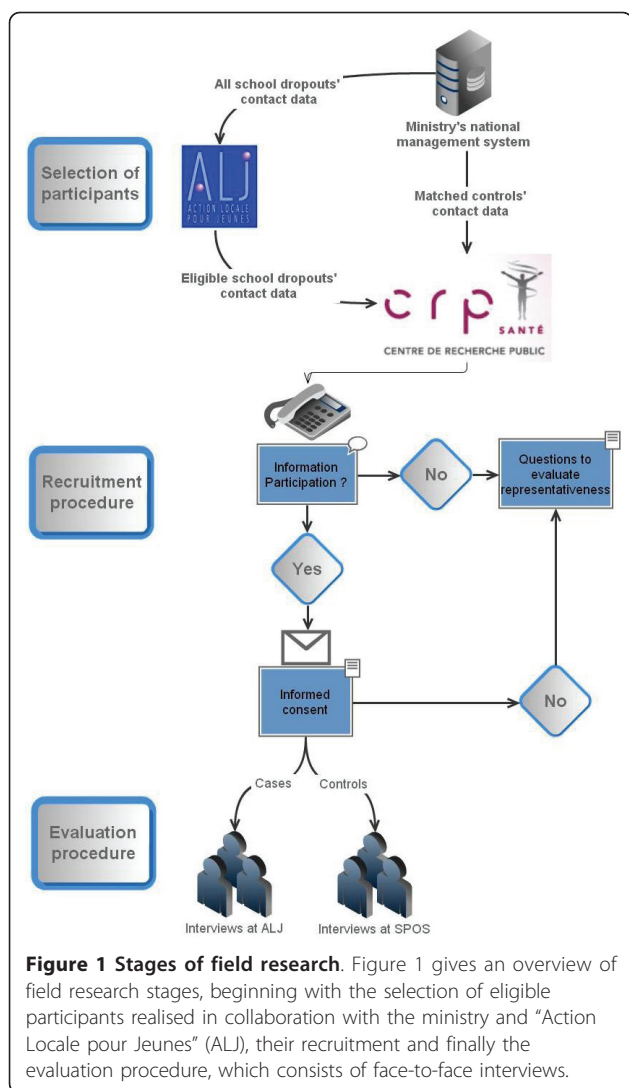 All school dropouts'
contact data
Ministry's national
management system
Selection of
participants
ALJ
ACTION LOCALE
POUR JEUNES
Matched controls'
contact data
Eligible school dropouts'
contact data
crp
SANTÉ
CENTRE DE RECHERCHE PUBLIC
Recruitment
procedure
Information
Participation ?
No
Questions to
evaluate
representativeness
Yes
Informed
consent
No
Cases
Controls
Evaluation
procedure
Interviews at ALJ
Interviews at SPOS
Figure 1 Stages of field research. Figure 1 gives an overview of
field research stages, beginning with the selection of eligible
participants realised in collaboration with the ministry and “Action
Locale pour Jeunes” (ALJ), their recruitment and finally the
evaluation procedure, which consists of face-to-face interviews.